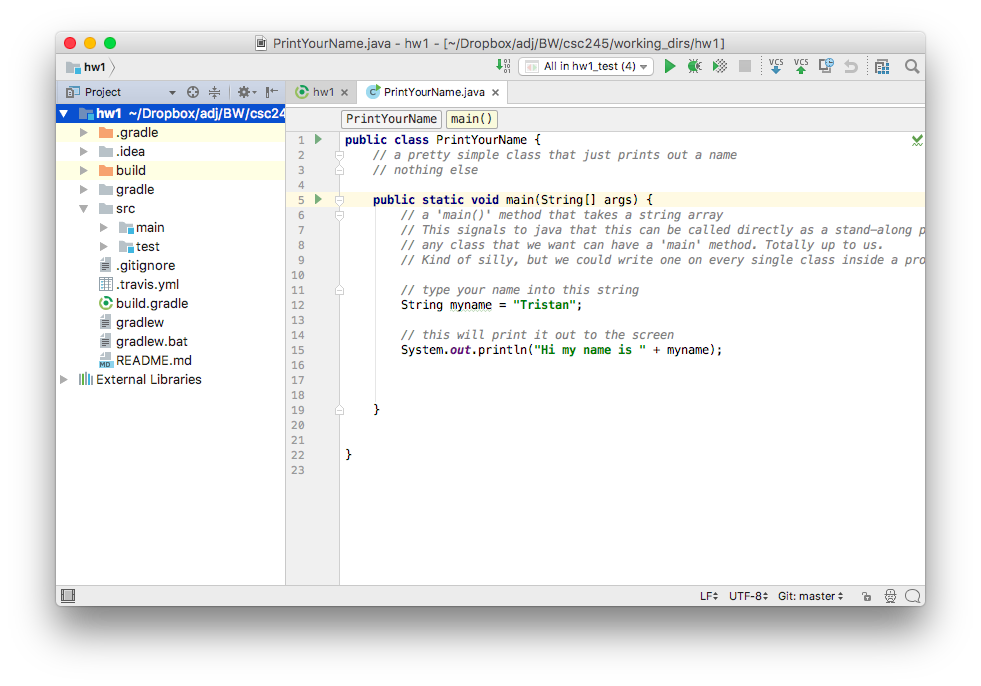 PrintYourName.java - hw1 - [~/Dropbox/adj/BW/csc245/working_dirs/hw1]
hw1 All in hw1_test (4) VCS VCS
Project hw1 PrintYourName.java
hw1 ~/Dropbox/adj/BW/csc24
.gradle
.idea
build
gradle
src
main
test
.gitignore
.travis.yml
build.gradle
gradlew
gradlew.bat
README.md
External Libraries
PrintYourName main()
1 public class PrintYourName {
2 // a pretty simple class that just prints out a name
3 // nothing else
4
5 public static void main(String[] args) {
6 // a 'main()' method that takes a string array
7 // This signals to java that this can be called directly as a stand-along p
8 // any class that we want can have a 'main' method. Totally up to us.
9 // Kind of silly, but we could write one on every single class inside a pro
10
11 // type your name into this string
12 String myname = "Tristan";
13
14 // this will print it out to the screen
15 System.out.println("Hi my name is " + myname);
16
17
18
19 }
20
21
22 }
23
LF UTF-8 Git: master